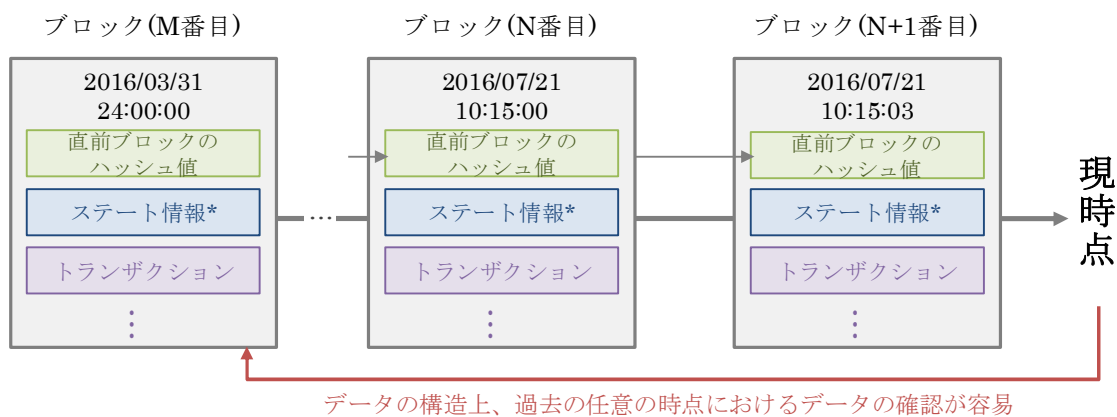 ブロック(M番目)
2016/03/31
24:00:00
直前ブロックの
ハッシュ値
ステート情報*
トランザクション
⋮
…
ブロック(N番目)
2016/07/21
10:15:00
直前ブロックの
ハッシュ値
ステート情報*
トランザクション
⋮
ブロック(N+1番目)
2016/07/21
10:15:03
直前ブロックの
ハッシュ値
ステート情報*
トランザクション
⋮
現時点
データの構造上、過去の任意の時点におけるデータの確認が容易